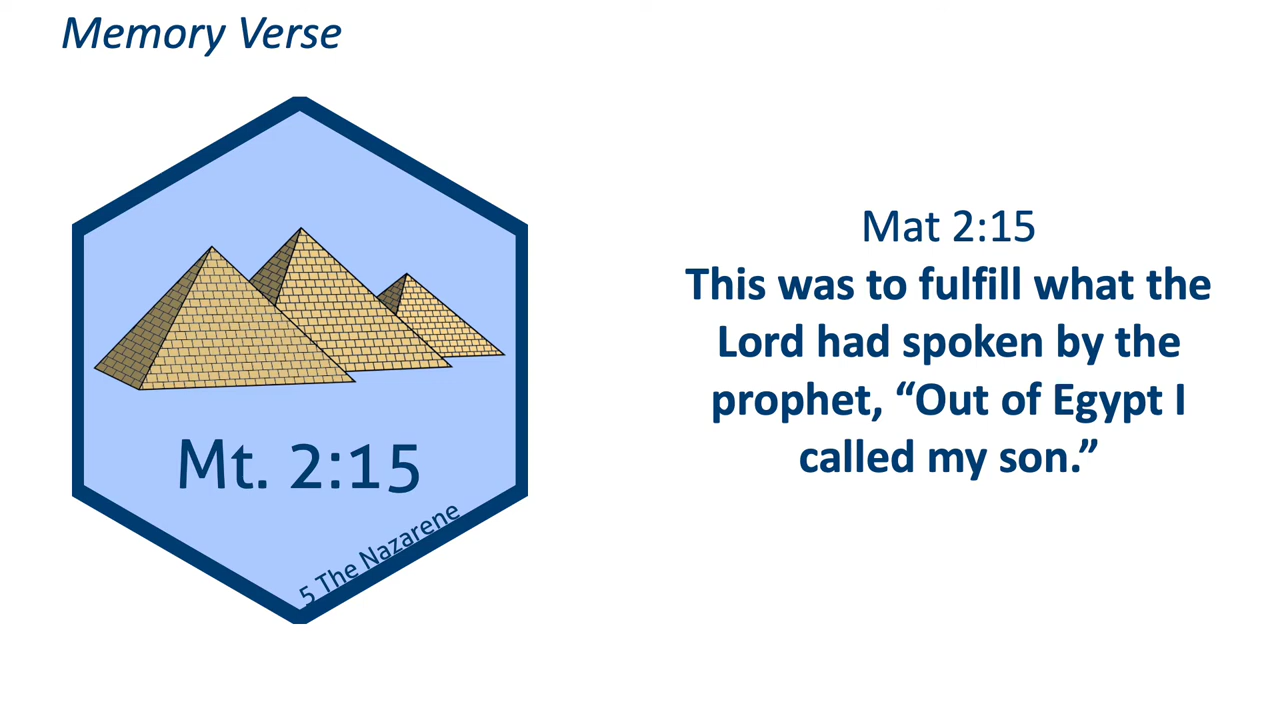 Memory Verse
Mt. 2:15
5 The Nazarene
Mat 2:15
This was to fulfill what the
Lord had spoken by the
prophet, “Out of Egypt I
called my son.”